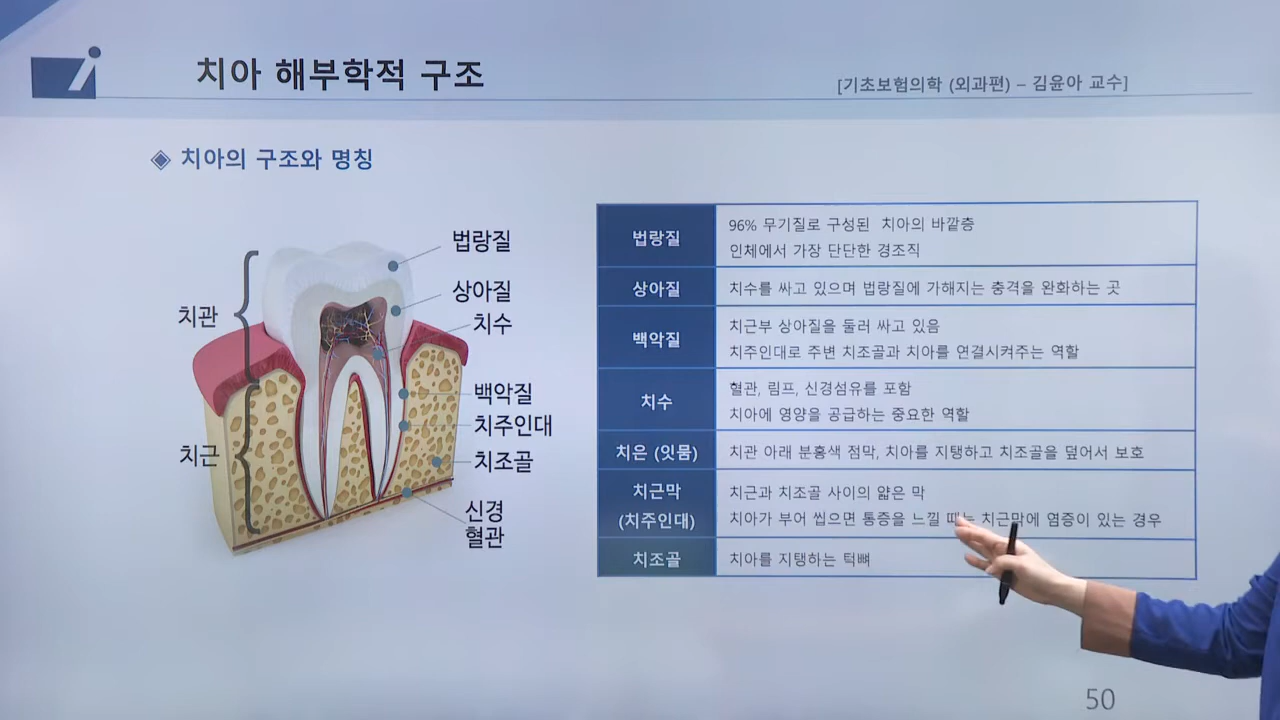 치아 해부학적 구조
[기초보험의학 (외과편) – 김윤아 교수]
◈ 치아의 구조와 명칭
법랑질
상아질
치수
치관
백악질
치주인대
치근
치조골
신경
혈관
법랑질
96% 무기질로 구성된 치아의 바깥층
인체에서 가장 단단한 경조직
상아질
치수를 싸고 있으며 법랑질에 가해지는 충격을 완화하는 곳
백악질
치근부 상아질을 둘러 싸고 있음
치주인대로 주변 치조골과 치아를 연결시켜주는 역할
치수
혈관, 림프, 신경섬유를 포함
치아에 영양을 공급하는 중요한 역할
치은 (잇몸)
치관 아래 분홍색 점막, 치아를 지탱하고 치조골을 덮어서 보호
치근막
(치주인대)
치근과 치조골 사이의 얇은 막
치아가 부어 씹으면 통증을 느낄 때는 치근막에 염증이 있는 경우
치조골
치아를 지탱하는 턱뼈
50